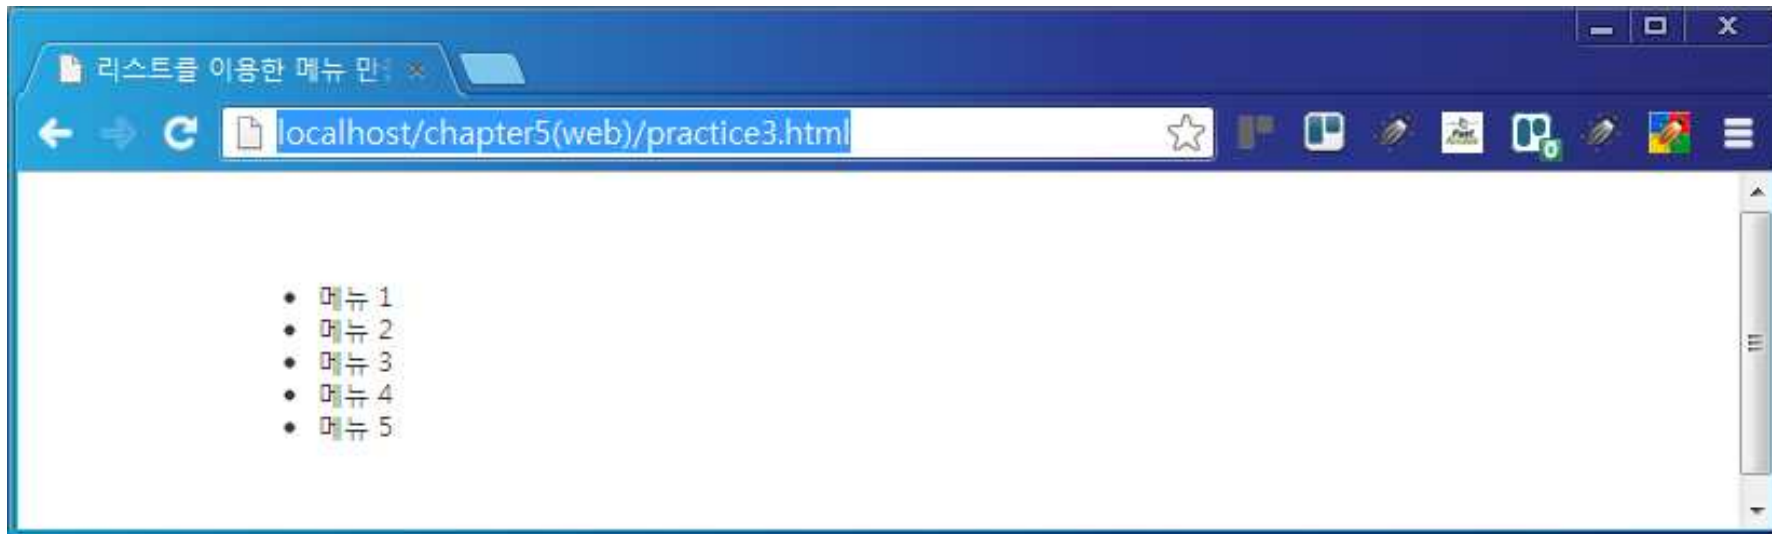 리스트를 이용한 메뉴 만
localhost/chapter5(web)/practice3.html
메뉴 1
메뉴 2
메뉴 3
메뉴 4
메뉴 5